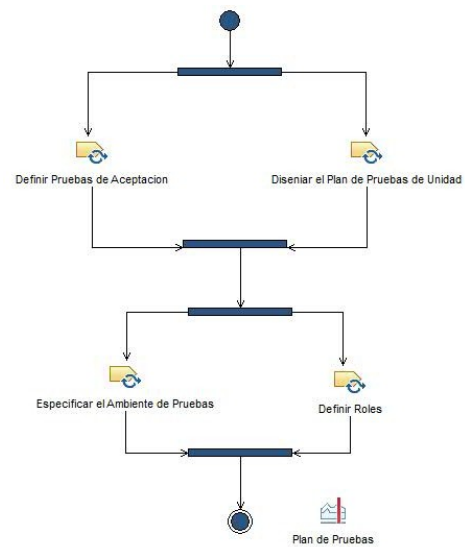 Definir Pruebas de Aceptacion
Diseniar el Plan de Pruebas de Unidad
Especificar el Ambiente de Pruebas
Definir Roles
Plan de Pruebas